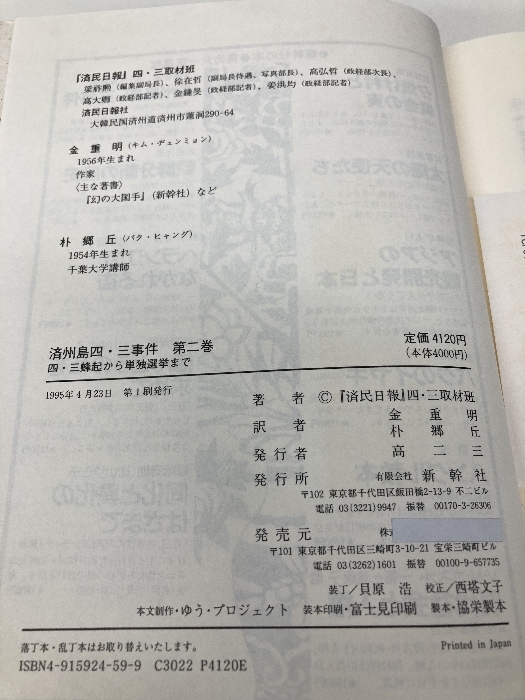 『済民日報』四・三取材班
梁祚勲（編集副局長）、徐在哲（副局長待遇、写真部長）、高弘哲（政経部次長）、
高大卿（政経部記者）、金鍾旻（政経部記者）、姜洪均（政経部記者）
済民日報社
大韓民国済州道済州市蓮洞290-64
金重明（キム・ヂュンミョン）
1956年生まれ
作家
〈主な著書〉
『幻の大国手』（新幹社）など
朴郷丘（パク・ヒャング）
1954年生まれ
千葉大学講師
済州島四・三事件 第二巻
四・三蜂起から単独選挙まで
定価 4120円
（本体4000円）
1995年4月23日 第1刷発行
著者 ©『済民日報』四・三取材班
訳者 金重明
朴郷丘
発行者 高二三
発行所 有限会社 新幹社
〒102 東京都千代田区飯田橋2-13-9 不二ビル
電話 03(3221)9947 振替 00170-3-26306
発売元 株
〒101 東京都千代田区三崎町3-10-21 宝栄三崎町ビル
電話 03(3262)1601 振替 00100-9-657735
装丁／貝原浩 校正／西塔文子
本文制作・ゆう・プロジェクト 装本印刷・富士見印刷 製本・協栄製本
落丁本・乱丁本はお取り替えいたします。
Printed in Japan
ISBN4-915924-59-9 C3022 P4120E